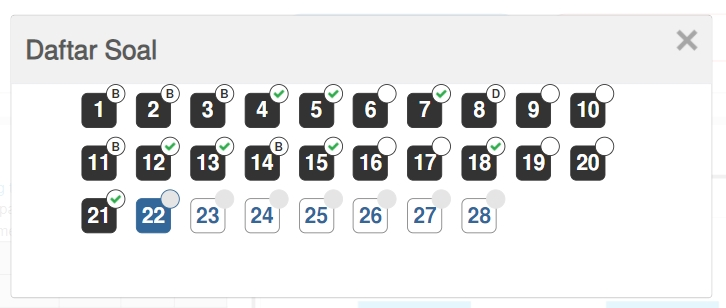 Daftar Soal
1 B 2 B 3 B 4 5 6 7 8 D 9 10
11 B 12 13 14 B 15 16 17 18 19 20
21 22 23 24 25 26 27 28